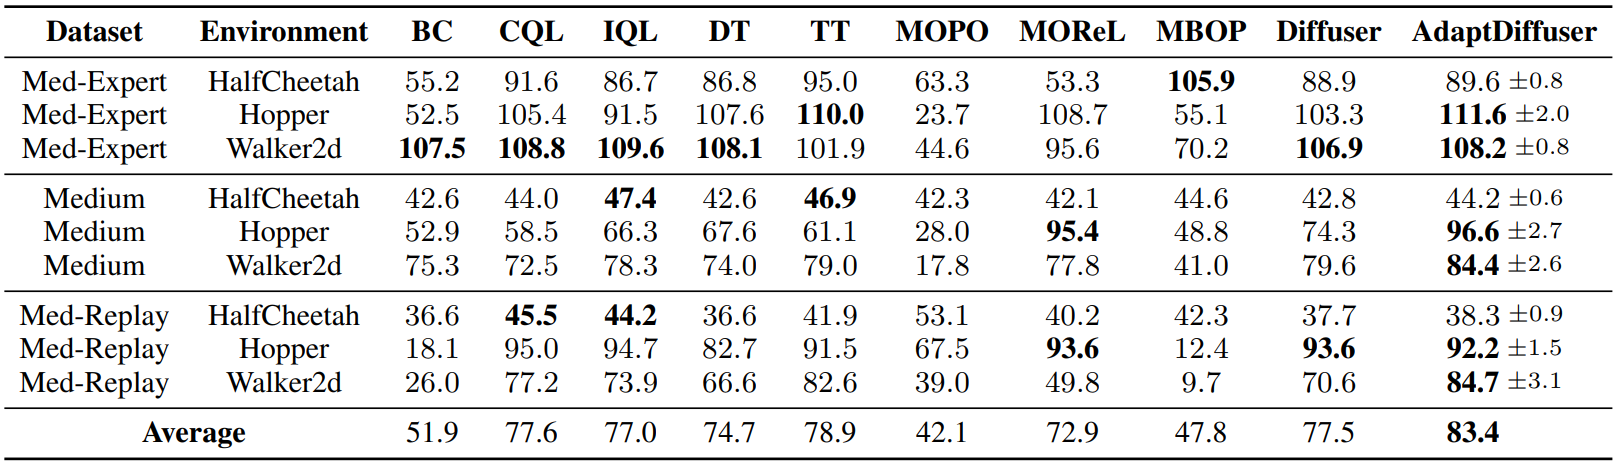 Dataset Environment BC CQL IQL DT TT MOPO MOReL MBOP Diffuser AdaptDiffuser
Med-Expert HalfCheetah 55.2 91.6 86.7 86.8 95.0 63.3 53.3 105.9 88.9 89.6 ±0.8
Med-Expert Hopper 52.5 105.4 91.5 107.6 110.0 23.7 108.7 55.1 103.3 111.6 ±2.0
Med-Expert Walker2d 107.5 108.8 109.6 108.1 101.9 44.6 95.6 70.2 106.9 108.2 ±0.8
Medium HalfCheetah 42.6 44.0 47.4 42.6 46.9 42.3 42.1 44.6 42.8 44.2 ±0.6
Medium Hopper 52.9 58.5 66.3 67.6 61.1 28.0 95.4 48.8 74.3 96.6 ±2.7
Medium Walker2d 75.3 72.5 78.3 74.0 79.0 17.8 77.8 41.0 79.6 84.4 ±2.6
Med-Replay HalfCheetah 36.6 45.5 44.2 36.6 41.9 53.1 40.2 42.3 37.7 38.3 ±0.9
Med-Replay Hopper 18.1 95.0 94.7 82.7 91.5 67.5 93.6 12.4 93.6 92.2 ±1.5
Med-Replay Walker2d 26.0 77.2 73.9 66.6 82.6 39.0 49.8 9.7 70.6 84.7 ±3.1
Average 51.9 77.6 77.0 74.7 78.9 42.1 72.9 47.8 77.5 83.4